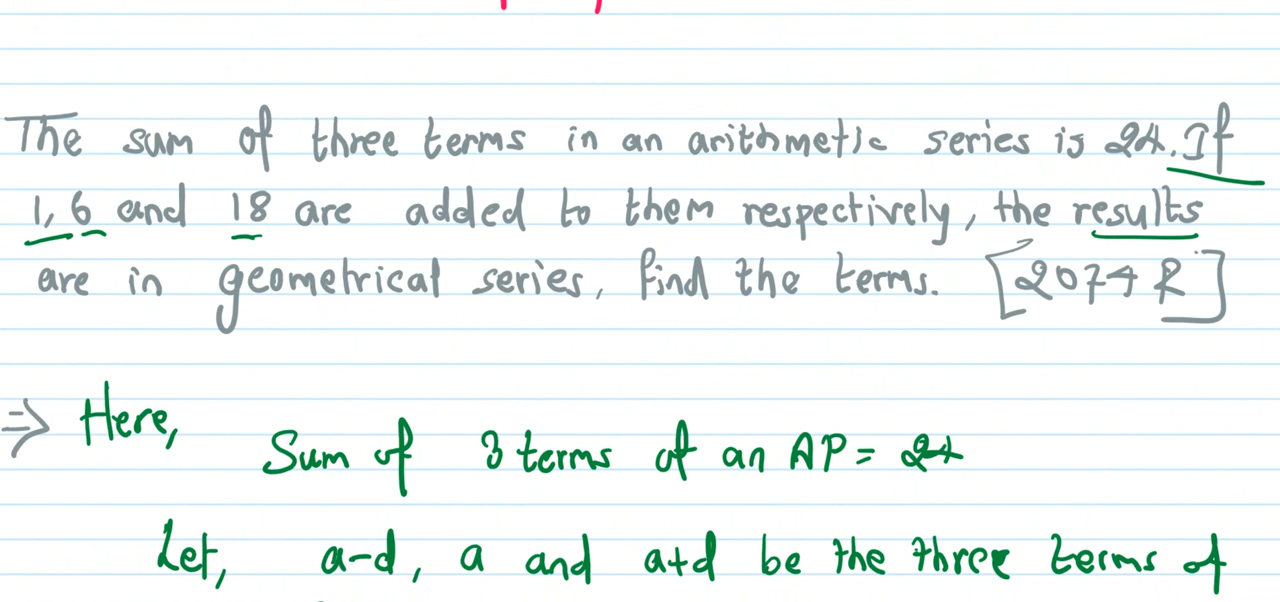 The sum of three terms in an arithmetic series is 24. If
1, 6 and 18 are added to them respectively, the results
are in geometrical series, find the terms. [2074 R]
⇒ Here,
Sum of 3 terms of an AP = 24
Let, a-d, a and a+d be the three terms of